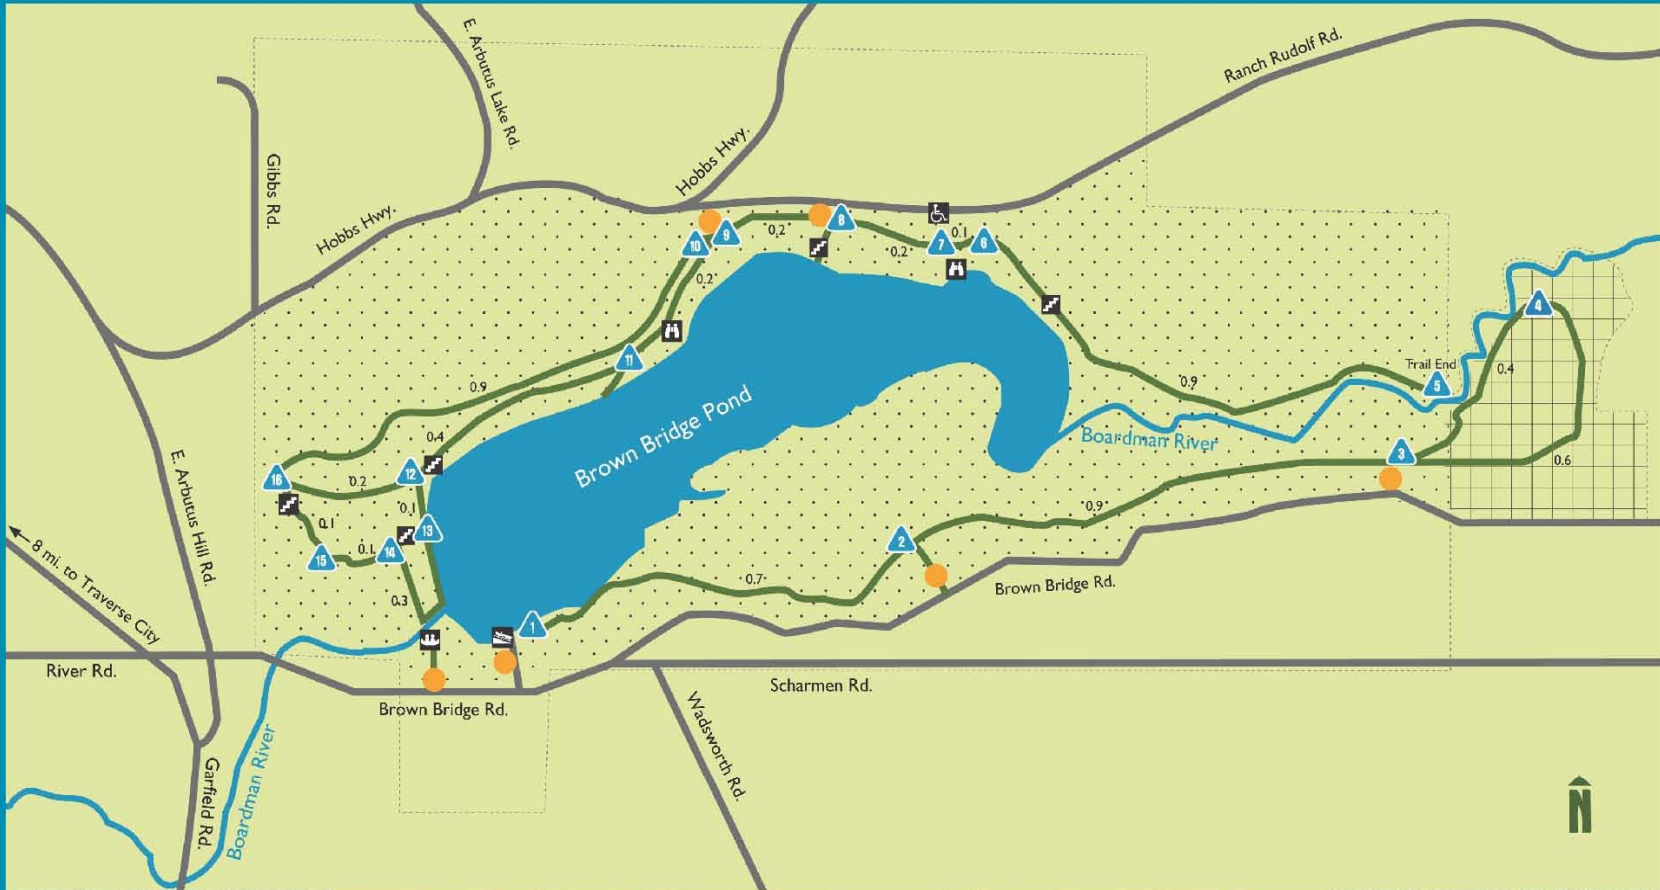 E. Arbutus Lake Rd.
Ranch Rudolf Rd.
Hobbs Hwy.
Gibbs Rd.
Hobbs Hwy.
8
9
10
0.2
0.2
7
0.1
6
0.2
4
11
Trail End
5
0.4
0.9
0.9
Brown Bridge Pond
Boardman River
0.4
3
0.6
16
12
0.2
E. Arbutus Hill Rd.
0.1
0.1
13
0.9
2
15
0.1
14
8 mi. to Traverse City
0.7
Brown Bridge Rd.
0.3
1
River Rd.
Scharmen Rd.
Brown Bridge Rd.
Wadsworth Rd.
Garfield Rd.
Boardman River
N